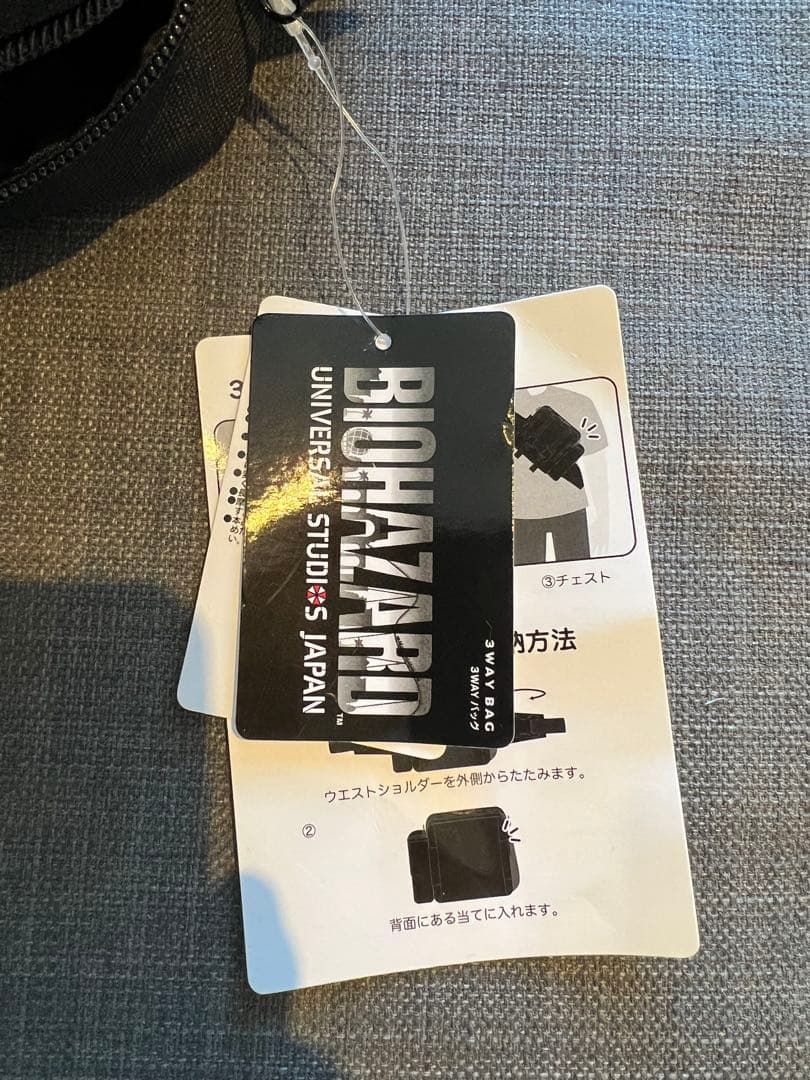 BIOHAZARD™
UNIVERSAL STUDIOS JAPAN
3WAY BAG
3WAYバッグ
③チェスト
納方法
ウエストショルダーを外側からたたみます。
②
背面にある当てに入れます。
3